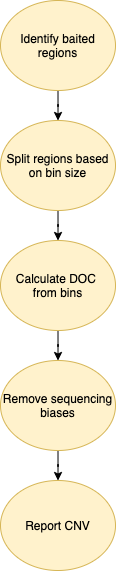 Identify baited
regions
Split regions based
on bin size
Calculate DOC
from bins
Remove sequencing
biases
Report CNV